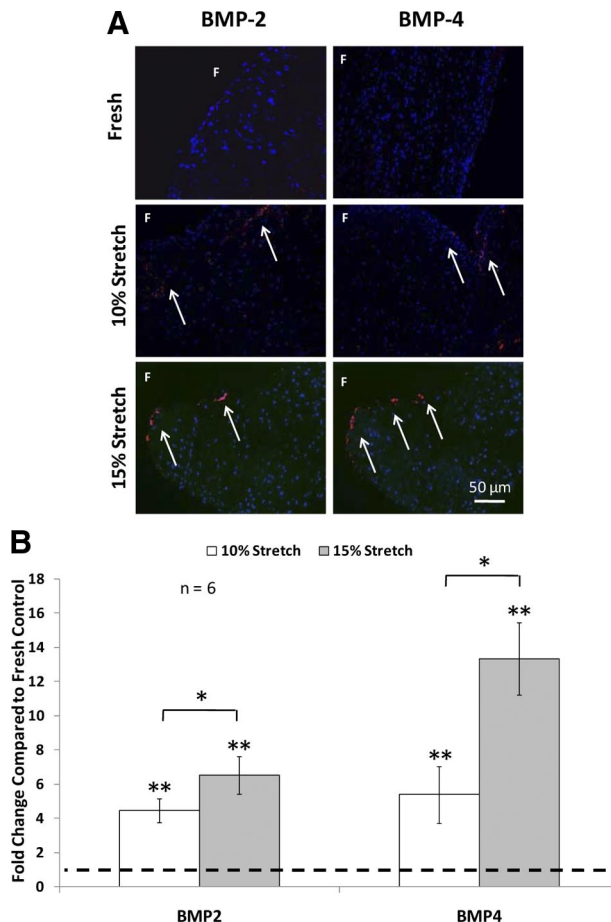 A
BMP-2 BMP-4
Fresh
F F
10% Stretch
F F
15% Stretch
F F
50 µm
B
10% Stretch 15% Stretch
Fold Change Compared to Fresh Control
n = 6
18
16
14
12
10
8
6
4
2
0
* *
** ** ** **
BMP2 BMP4